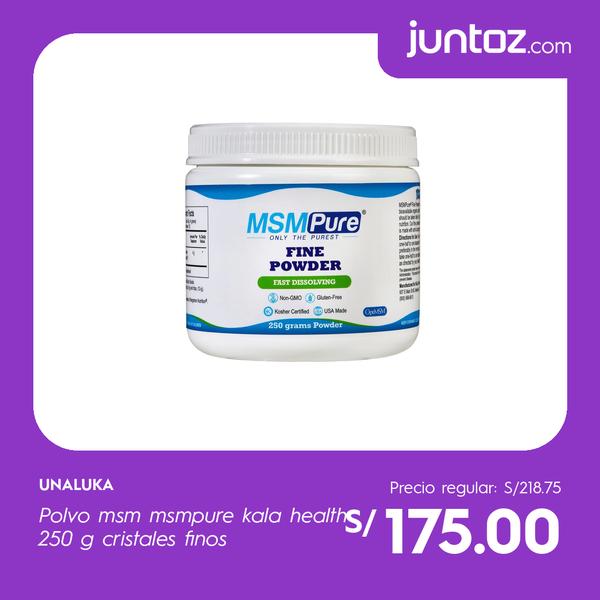 juntoz.com
MSMPure®
ONLY THE PUREST
FINE
POWDER
FAST DISSOLVING
Non-GMO Gluten-Free
Kosher Certified USA Made
OptiMSM
250 grams Powder
UNALUKA
Polvo msm msmpure kala health
250 g cristales finos
Precio regular: S/218.75
S/ 175.00